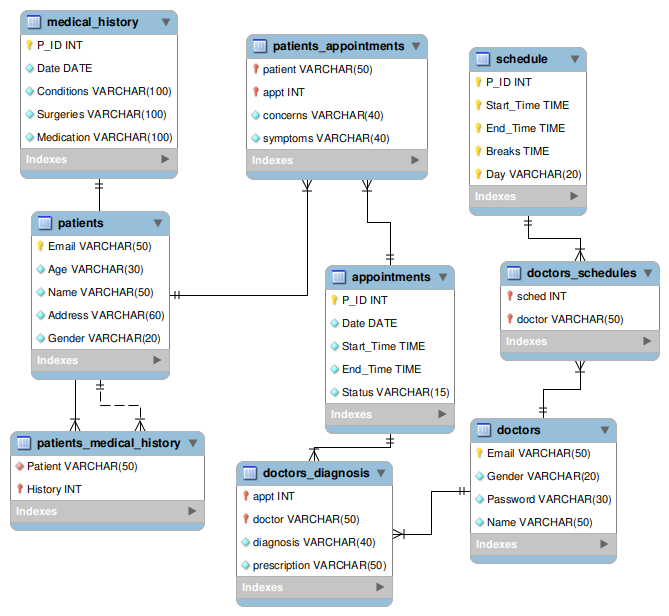 medical_history
P_ID INT
Date DATE
Conditions VARCHAR(100)
Surgeries VARCHAR(100)
Medication VARCHAR(100)
Indexes
patients_appointments
patient VARCHAR(50)
appt INT
concerns VARCHAR(40)
symptoms VARCHAR(40)
Indexes
schedule
P_ID INT
Start_Time TIME
End_Time TIME
Breaks TIME
Day VARCHAR(20)
Indexes
patients
Email VARCHAR(50)
Age VARCHAR(30)
Name VARCHAR(50)
Address VARCHAR(60)
Gender VARCHAR(20)
Indexes
appointments
P_ID INT
Date DATE
Start_Time TIME
End_Time TIME
Status VARCHAR(15)
Indexes
doctors_schedules
sched INT
doctor VARCHAR(50)
Indexes
patients_medical_history
Patient VARCHAR(50)
History INT
Indexes
doctors_diagnosis
appt INT
doctor VARCHAR(50)
diagnosis VARCHAR(40)
prescription VARCHAR(50)
Indexes
doctors
Email VARCHAR(50)
Gender VARCHAR(20)
Password VARCHAR(30)
Name VARCHAR(50)
Indexes